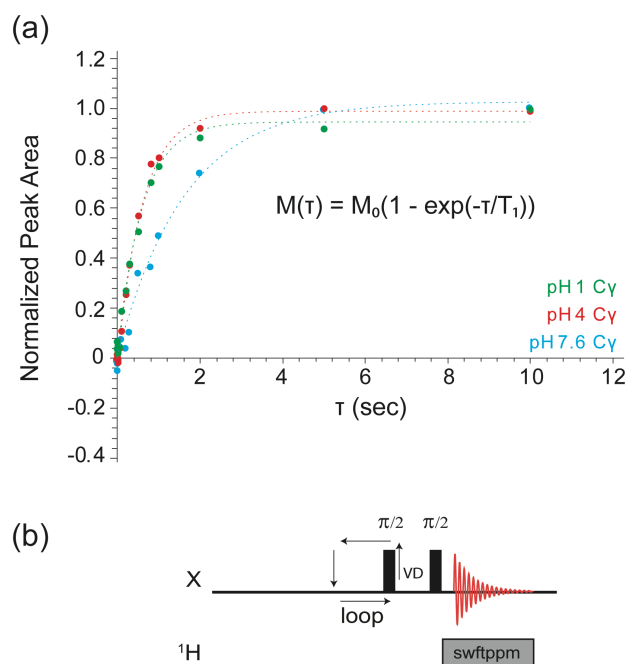 (a)
1.2
1.0
0.8
0.6
0.4
0.2
0
-0.2
-0.4
Normalized Peak Area
M(τ) = M₀(1 - exp(-τ/T₁))
pH 1 Cγ
pH 4 Cγ
pH 7.6 Cγ
0 2 4 6 8 10 12
τ (sec)
(b)
π/2 π/2
X
VD
loop
¹H
swftppm